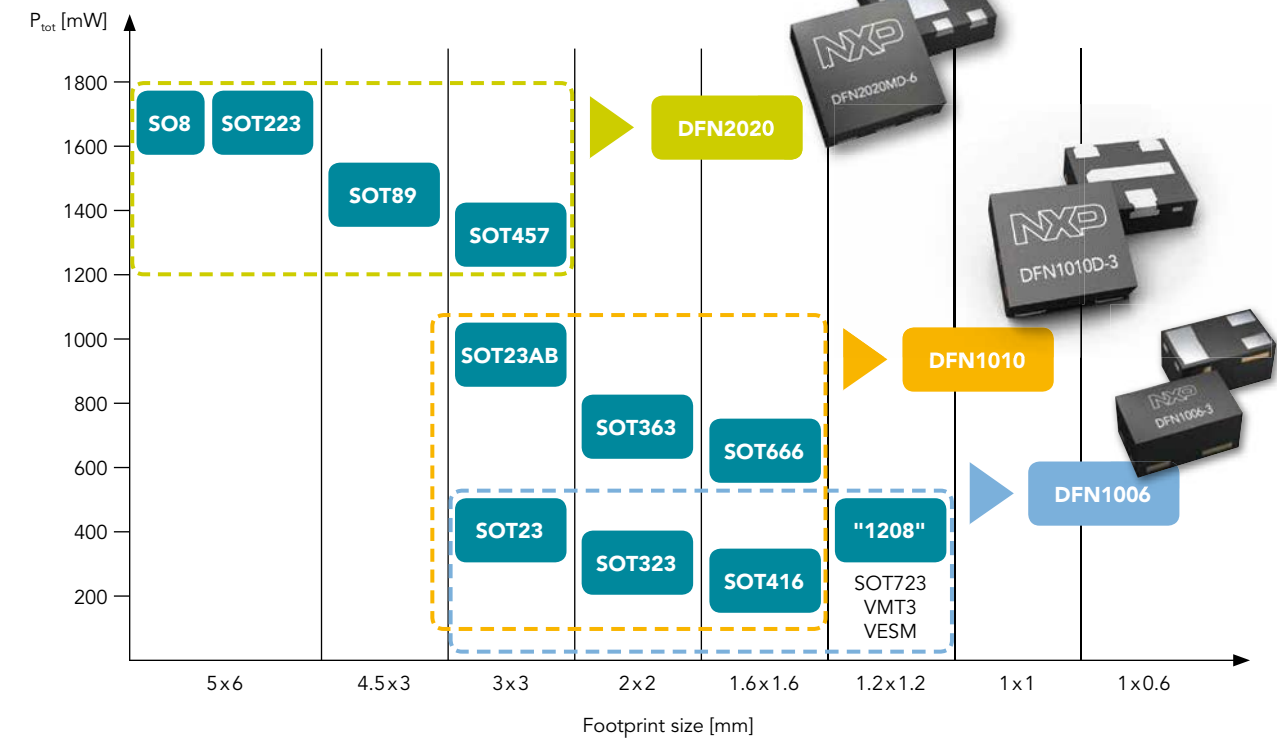 Ptot [mW]
1800
1600
1400
1200
1000
800
600
400
200
SO8
SOT223
SOT89
SOT457
DFN2020
NXP
DFN2020MD-6
SOT23AB
SOT363
SOT666
DFN1010
NXP
DFN1010D-3
SOT23
SOT323
SOT416
"1208"
SOT723
VMT3
VESM
DFN1006
NXP
DFN1006-3
5x6
4.5x3
3x3
2x2
1.6x1.6
1.2x1.2
1x1
1x0.6
Footprint size [mm]